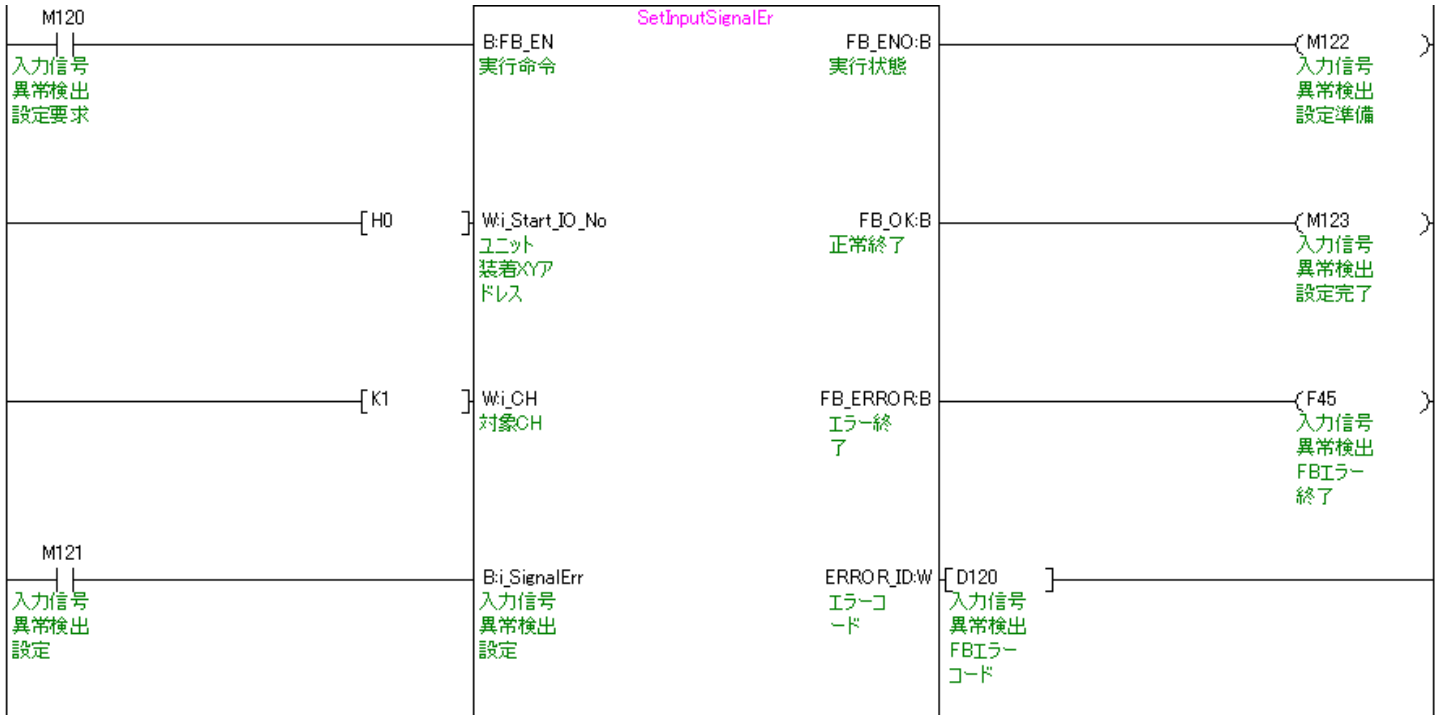 SetInputSignalEr
M120
入力信号
異常検出
設定要求
B:FB_EN
実行命令
FB_ENO:B
実行状態
M122
入力信号
異常検出
設定準備
H0
W:i_Start_IO_No
ユニット
装着XYア
ドレス
FB_OK:B
正常終了
M123
入力信号
異常検出
設定完了
K1
W:i_CH
対象CH
FB_ERROR:B
エラー終
了
F45
入力信号
異常検出
FBエラー
終了
M121
入力信号
異常検出
設定
B:i_SignalErr
入力信号
異常検出
設定
ERROR_ID:W
エラーコ
ード
D120
入力信号
異常検出
FBエラー
コード